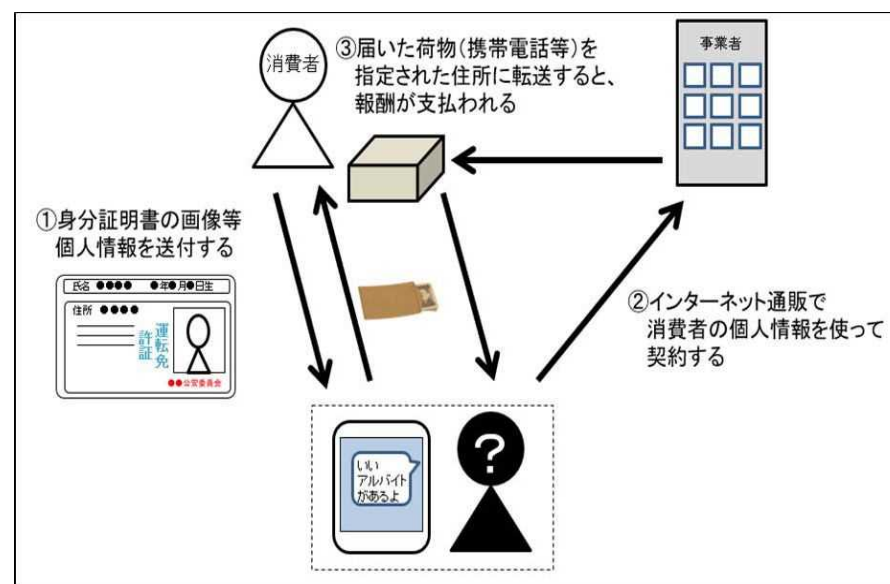 消費者
③届いた荷物(携帯電話等)を
指定された住所に転送すると、
報酬が支払われる
事業者
①身分証明書の画像等
個人情報を送付する
氏名 ●●●● ●年●月●日生
住所 ●●●●
運転免
許証
●●公安委員会
②インターネット通販で
消費者の個人情報を使って
契約する
いい
アルバイト
があるよ
?